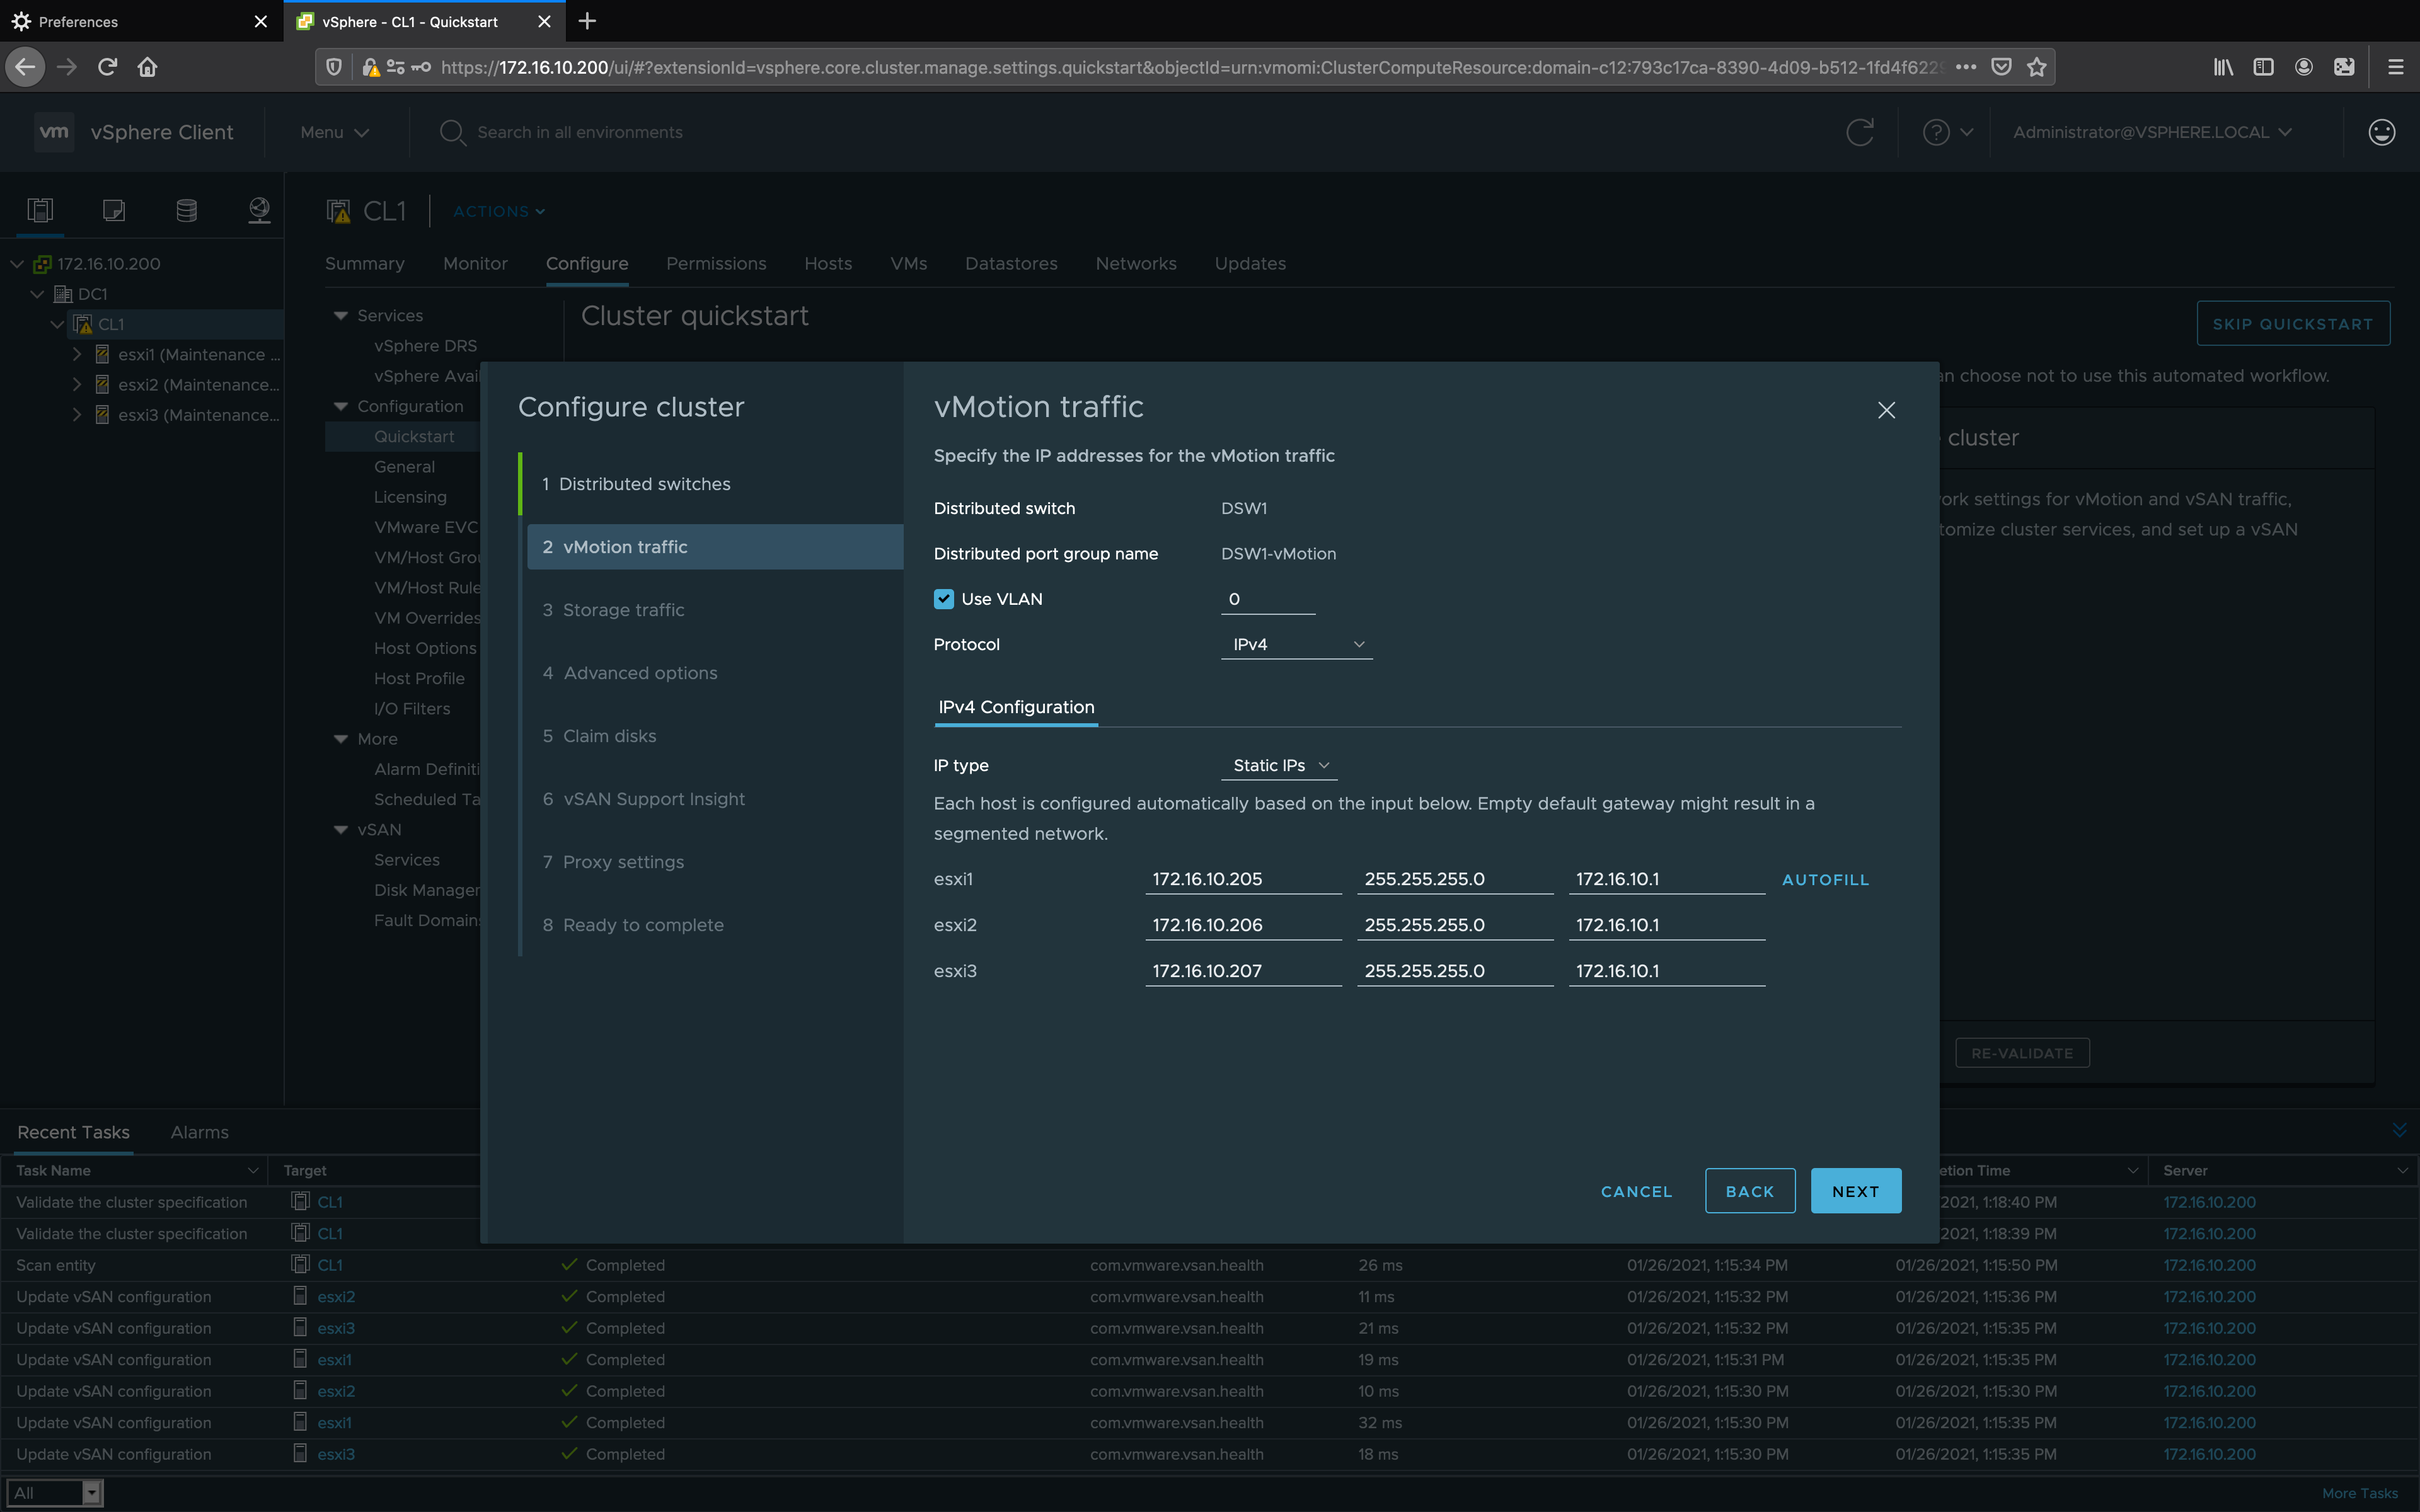 Preferences
vSphere - CL1 - Quickstart
https://172.16.10.200/ui/#?extensionId=vsphere.core.cluster.manage.settings.quickstart&objectId=urn:vmomi:ClusterComputeResource:domain-c12:793c17ca-8390-4d09-b512-1fd4f6229
vm vSphere Client
Menu
Search in all environments
Administrator@VSPHERE.LOCAL
172.16.10.200
DC1
CL1
esxi1 (Maintenance ...
esxi2 (Maintenance...
esxi3 (Maintenance...
CL1
ACTIONS
Summary Monitor Configure Permissions Hosts VMs Datastores Networks Updates
Services
vSphere DRS
vSphere Avai
Configuration
Quickstart
General
Licensing
VMware EVC
VM/Host Gro
VM/Host Rule
VM Overrides
Host Options
Host Profile
I/O Filters
More
Alarm Definiti
Scheduled Ta
vSAN
Services
Disk Manager
Fault Domains
Cluster quickstart
SKIP QUICKSTART
an choose not to use this automated workflow.
cluster
ork settings for vMotion and vSAN traffic,
tomize cluster services, and set up a vSAN
RE-VALIDATE
Configure cluster
1 Distributed switches
2 vMotion traffic
3 Storage traffic
4 Advanced options
5 Claim disks
6 vSAN Support Insight
7 Proxy settings
8 Ready to complete
vMotion traffic
Specify the IP addresses for the vMotion traffic
Distributed switch DSW1
Distributed port group name DSW1-vMotion
Use VLAN 0
Protocol IPv4
IPv4 Configuration
IP type Static IPs
Each host is configured automatically based on the input below. Empty default gateway might result in a
segmented network.
esxi1 172.16.10.205 255.255.255.0 172.16.10.1 AUTOFILL
esxi2 172.16.10.206 255.255.255.0 172.16.10.1
esxi3 172.16.10.207 255.255.255.0 172.16.10.1
CANCEL BACK NEXT
Recent Tasks Alarms
Task Name Target etion Time Server
Validate the cluster specification CL1 2021, 1:18:40 PM 172.16.10.200
Validate the cluster specification CL1 2021, 1:18:39 PM 172.16.10.200
Scan entity CL1 Completed com.vmware.vsan.health 26 ms 01/26/2021, 1:15:34 PM 01/26/2021, 1:15:50 PM 172.16.10.200
Update vSAN configuration esxi2 Completed com.vmware.vsan.health 11 ms 01/26/2021, 1:15:32 PM 01/26/2021, 1:15:36 PM 172.16.10.200
Update vSAN configuration esxi3 Completed com.vmware.vsan.health 21 ms 01/26/2021, 1:15:32 PM 01/26/2021, 1:15:35 PM 172.16.10.200
Update vSAN configuration esxi1 Completed com.vmware.vsan.health 19 ms 01/26/2021, 1:15:31 PM 01/26/2021, 1:15:35 PM 172.16.10.200
Update vSAN configuration esxi2 Completed com.vmware.vsan.health 10 ms 01/26/2021, 1:15:30 PM 01/26/2021, 1:15:35 PM 172.16.10.200
Update vSAN configuration esxi1 Completed com.vmware.vsan.health 32 ms 01/26/2021, 1:15:30 PM 01/26/2021, 1:15:35 PM 172.16.10.200
Update vSAN configuration esxi3 Completed com.vmware.vsan.health 18 ms 01/26/2021, 1:15:30 PM 01/26/2021, 1:15:35 PM 172.16.10.200
All
More Tasks